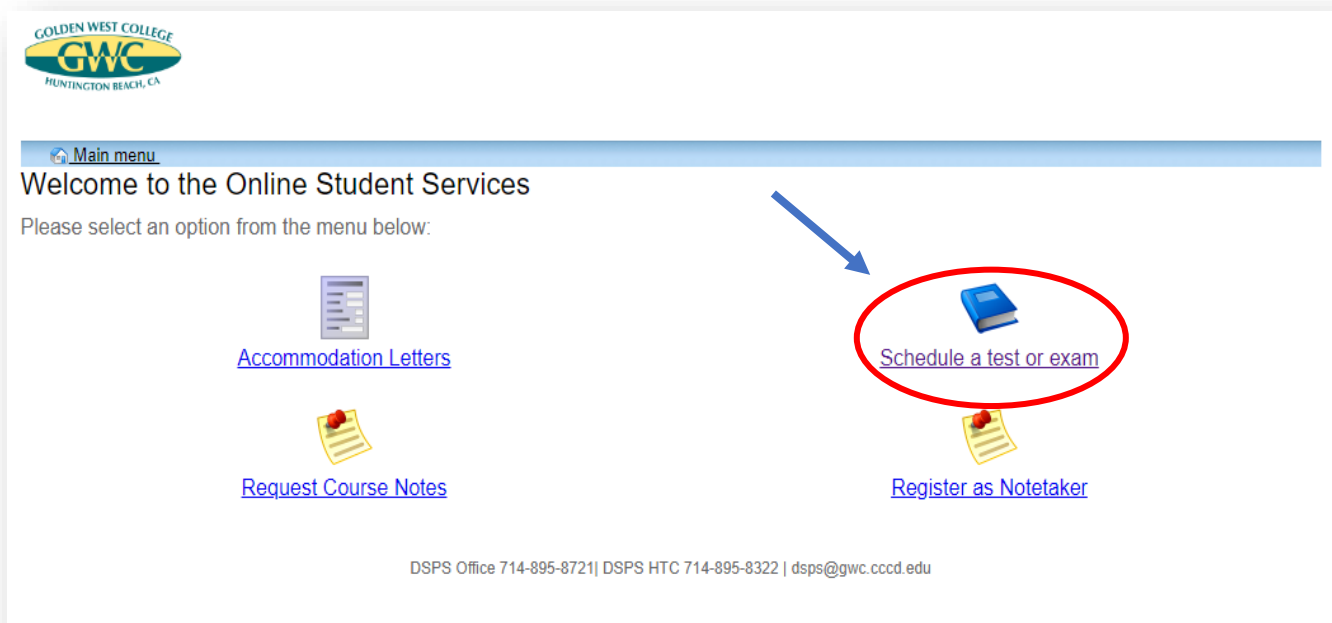 GOLDEN WEST COLLEGE
GWC
HUNTINGTON BEACH, CA
Main menu
Welcome to the Online Student Services
Please select an option from the menu below:
Accommodation Letters
Schedule a test or exam
Request Course Notes
Register as Notetaker
DSPS Office 714-895-8721| DSPS HTC 714-895-8322 | dsps@gwc.cccd.edu